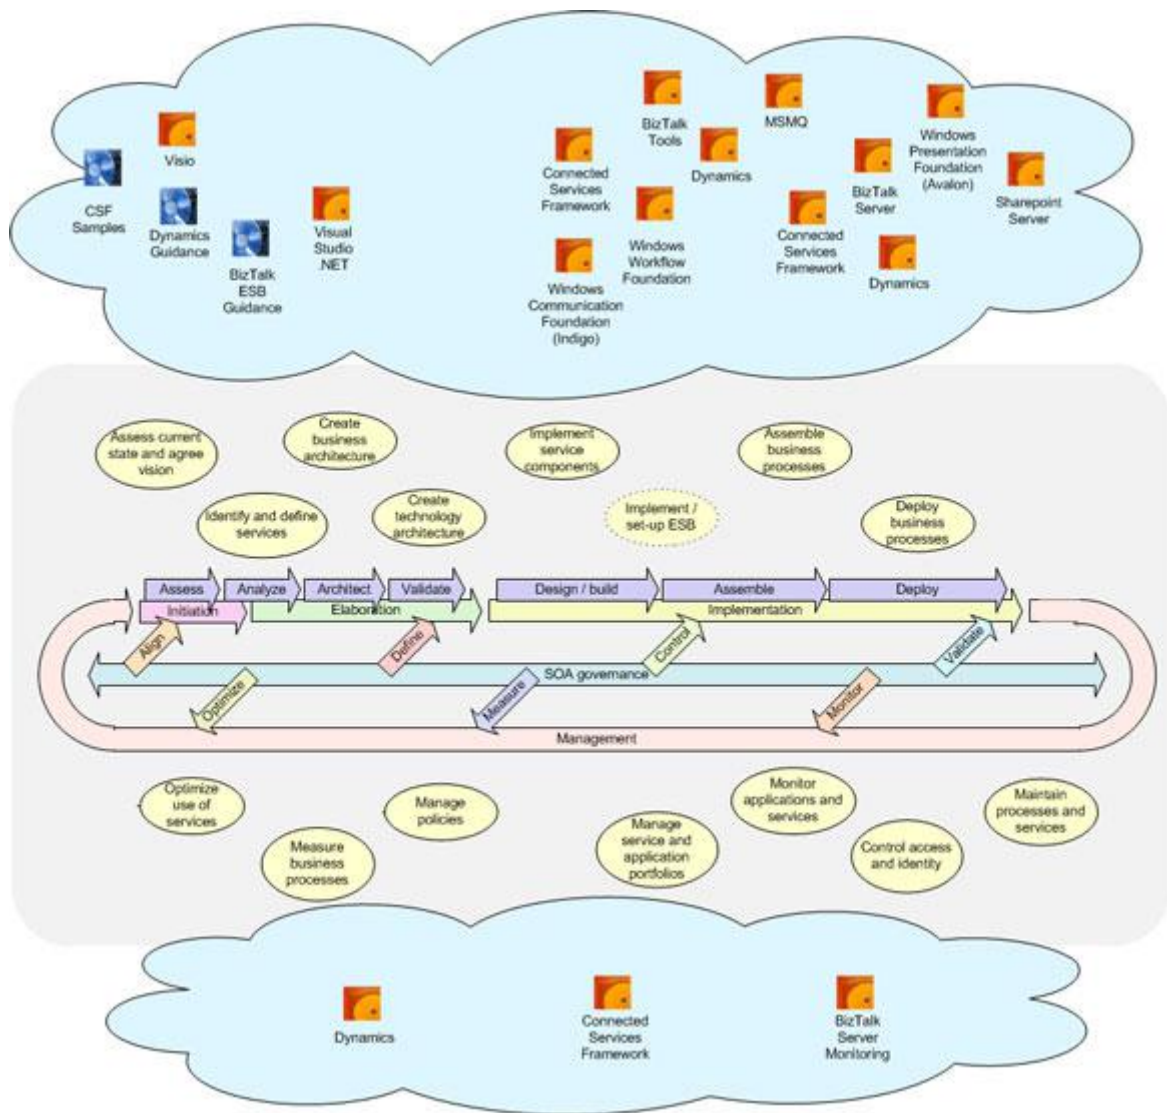 Visio
CSF
Samples
Dynamics
Guidance
BizTalk
ESB
Guidance
Visual
Studio
.NET
BizTalk
Tools
MSMQ
Connected
Services
Framework
Dynamics
Windows
Presentation
Foundation
(Avalon)
BizTalk
Server
Sharepoint
Server
Windows
Workflow
Foundation
Connected
Services
Framework
Windows
Communication
Foundation
(Indigo)
Dynamics
Assess current
state and agree
vision
Create
business
architecture
Implement
service
components
Assemble
business
processes
Identify and define
services
Create
technology
architecture
Implement /
set-up ESB
Deploy
business
processes
Assess
Analyze
Architect
Validate
Design / build
Assemble
Deploy
Initiation
Elaboration
Implementation
Align
Define
Control
Validate
SOA governance
Optimize
Measure
Monitor
Management
Optimize
use of
services
Manage
policies
Monitor
applications and
services
Maintain
processes and
services
Measure
business
processes
Manage
service and
application
portfolios
Control access
and identity
Dynamics
Connected
Services
Framework
BizTalk
Server
Monitoring